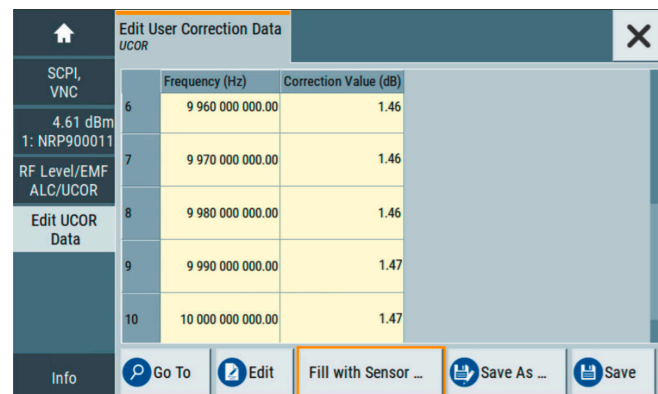 Edit User Correction Data
UCOR
SCPI,
VNC
4.61 dBm
1: NRP900011
RF Level/EMF
ALC/UCOR
Edit UCOR
Data
Info
Frequency (Hz) Correction Value (dB)
6 9 960 000 000.00 1.46
7 9 970 000 000.00 1.46
8 9 980 000 000.00 1.46
9 9 990 000 000.00 1.47
10 10 000 000 000.00 1.47
Go To Edit Fill with Sensor ... Save As ... Save